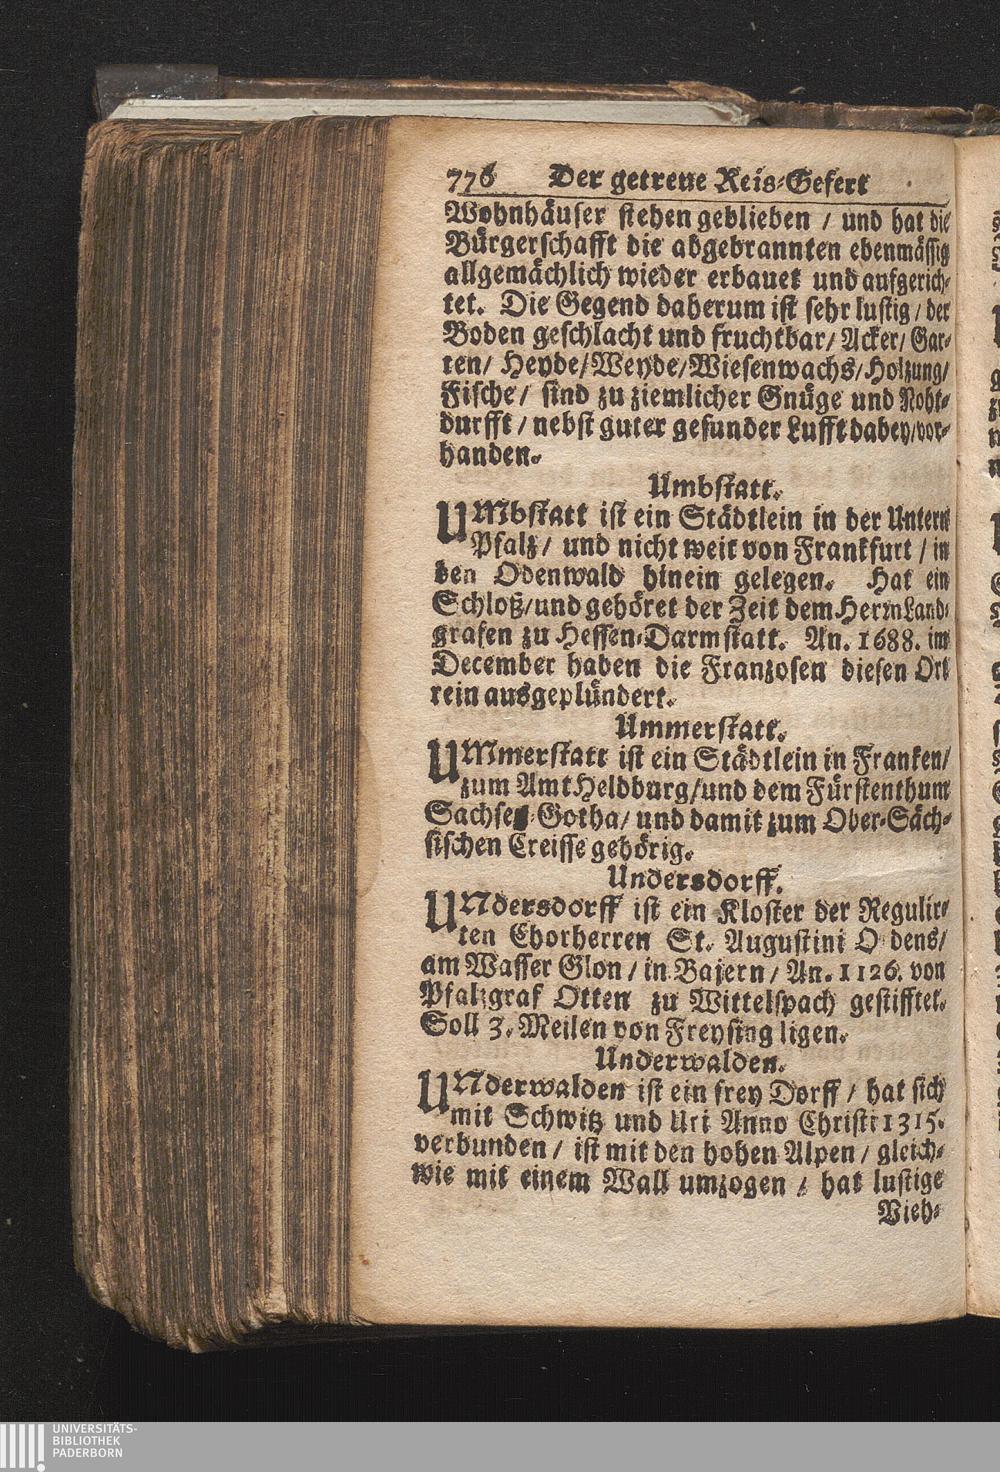 776 Der getreue Reis-Gefert
Wohnhäuser stehen geblieben / und hat die
Bürgerschafft die abgebrannten ebenmässig
allgemächlich wieder erbauet und aufgerich-
tet. Die Gegend daherum ist sehr lustig / der
Boden geschlacht und fruchtbar / Acker / Gar-
ten / Heyde / Weyde / Wiesenwachs / Holzung /
Fische / sind zu ziemlicher Gnüge und Noht-
durfft / nebst guter gesunder Lufft dabey / vor-
handen.
Umbstatt.
UMbstatt ist ein Städtlein in der Untern
Pfalz / und nicht weit von Franckfurt / in
den Odenwald hinein gelegen. Hat ein
Schloß / und gehöret der Zeit dem Herrn Land-
grafen zu Hessen-Darmstatt. An. 1688. im
December haben die Franzosen diesen Ort
rein ausgeplündert.
Ummerstatt.
UMmerstatt ist ein Städtlein in Franken /
zum Amt Heldburg / und dem Fürstenthum
Sachsen-Gotha / und damit zum Ober-Säch-
sischen Creisse gehörig.
Undersdorff.
UNdersdorff ist ein Kloster der Regulir-
ten Chorherren St. Augustini O dens /
am Wasser Glon / in Bajern / An. 1126. von
Pfalzgraf Otten zu Wittelspach gestifftet.
Soll 3. Meilen von Freysing ligen.
Underwalden.
UNderwalden ist ein frey Dorff / hat sich
mit Schwitz und Uri Anno Christi 1315.
verbunden / ist mit den hohen Alpen / gleich-
wie mit einem Wall umzogen / hat lustige
Vieh-
UNIVERSITÄTS-
BIBLIOTHEK
PADERBORN